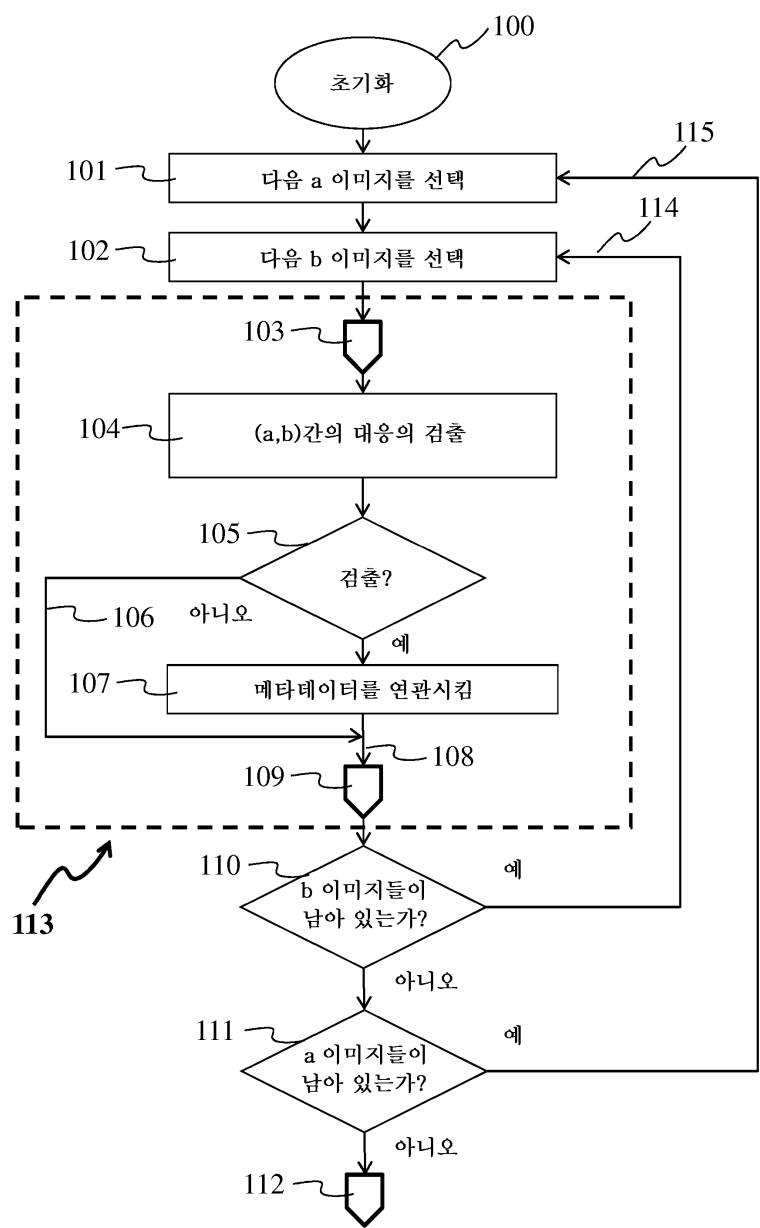 100
초기화
115
101
다음 a 이미지를 선택
114
102
다음 b 이미지를 선택
103
104
(a,b)간의 대응의 검출
105
검출?
106
아니오
예
107
메타데이터를 연관시킴
108
109
110
예
b 이미지들이
남아 있는가?
113
아니오
111
예
a 이미지들이
남아 있는가?
아니오
112